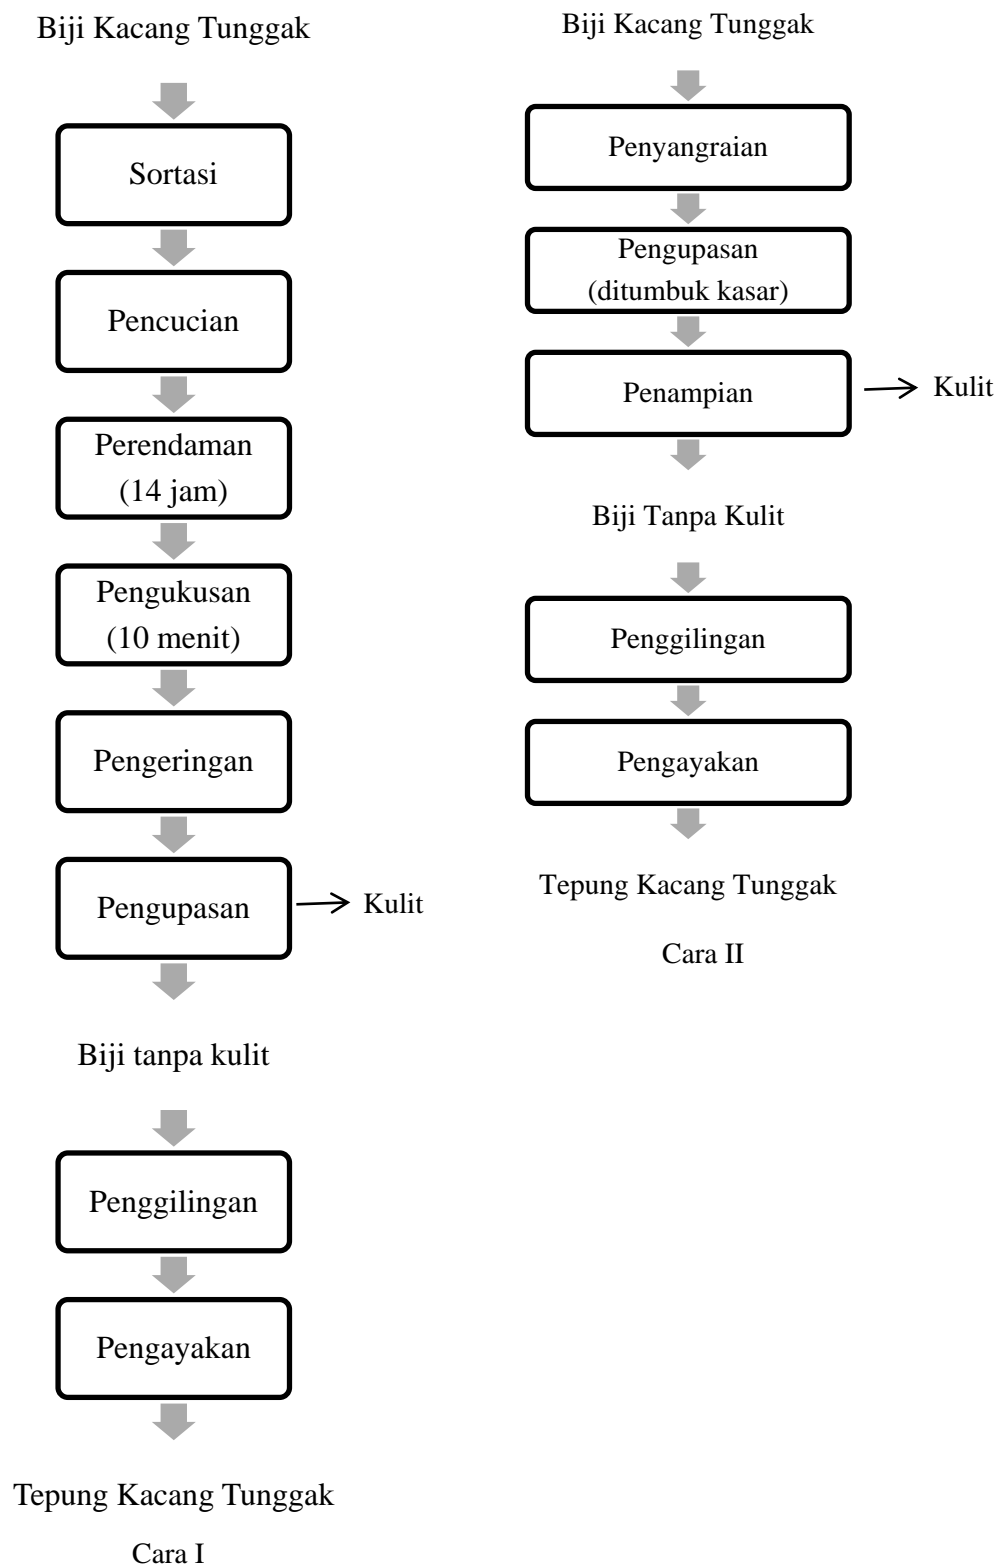 Biji Kacang Tunggak
Sortasi
Pencucian
Perendaman
(14 jam)
Pengukusan
(10 menit)
Pengeringan
Pengupasan
Kulit
Biji tanpa kulit
Penggilingan
Pengayakan
Tepung Kacang Tunggak
Cara I
Biji Kacang Tunggak
Penyangraian
Pengupasan
(ditumbuk kasar)
Penampian
Kulit
Biji Tanpa Kulit
Penggilingan
Pengayakan
Tepung Kacang Tunggak
Cara II